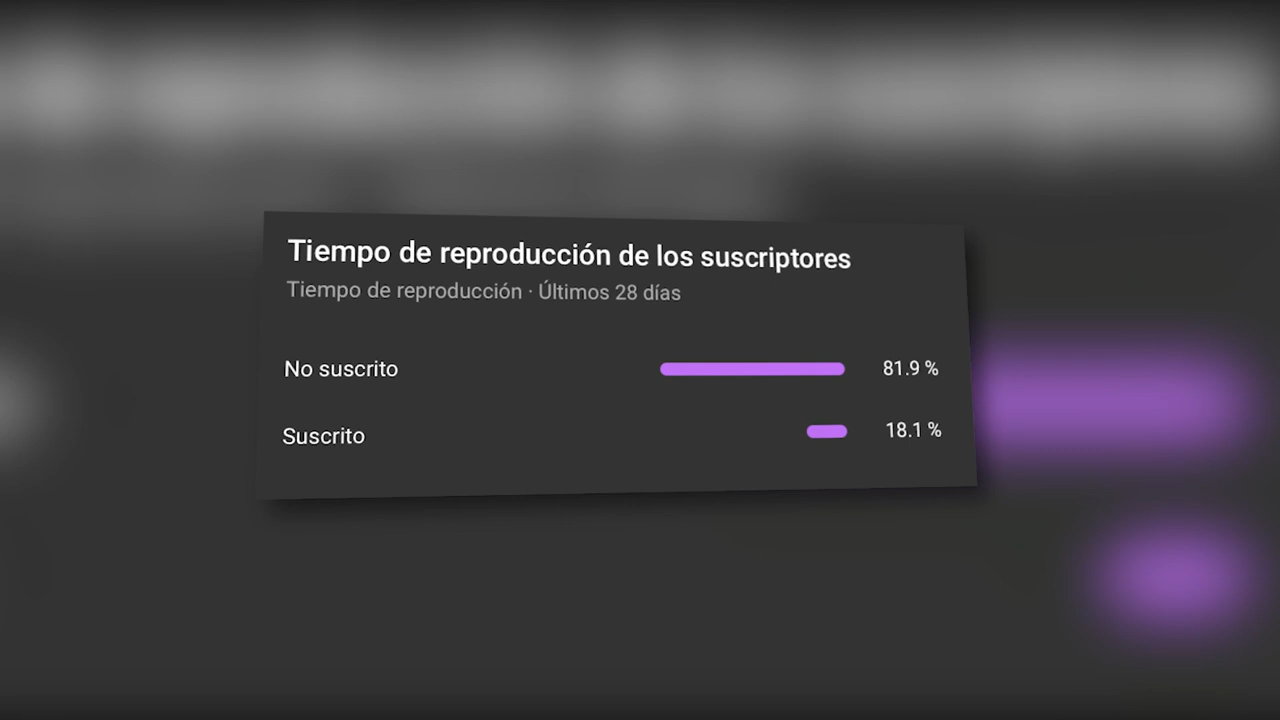 Tiempo de reproducción de los suscriptores
Tiempo de reproducción · Últimos 28 días
No suscrito 81.9 %
Suscrito 18.1 %